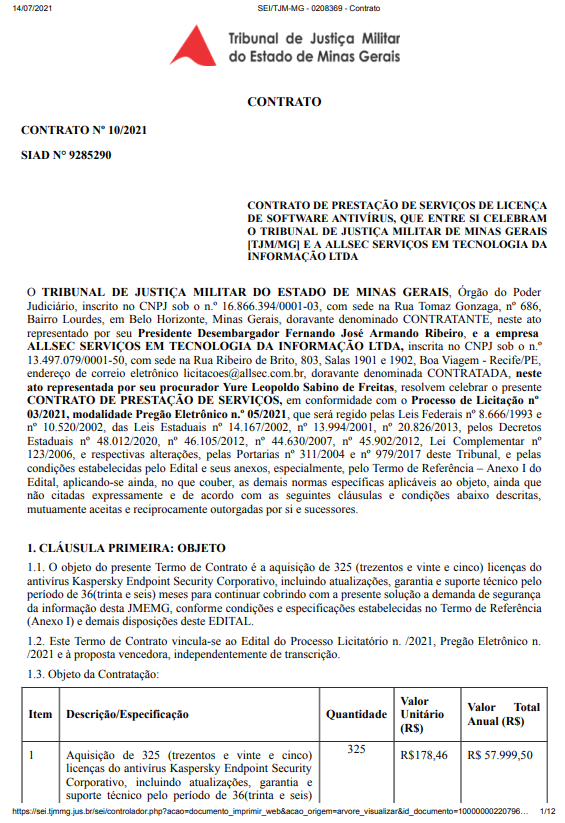 14/07/2021 SEI/TJM-MG - 0208369 - Contrato
Tribunal de Justiça Militar
do Estado de Minas Gerais
CONTRATO
CONTRATO Nº 10/2021
SIAD N° 9285290
CONTRATO DE PRESTAÇÃO DE SERVIÇOS DE LICENÇA
DE SOFTWARE ANTIVÍRUS, QUE ENTRE SI CELEBRAM
O TRIBUNAL DE JUSTIÇA MILITAR DE MINAS GERAIS
[TJM/MG] E A ALLSEC SERVIÇOS EM TECNOLOGIA DA
INFORMAÇÃO LTDA
O TRIBUNAL DE JUSTIÇA MILITAR DO ESTADO DE MINAS GERAIS, Órgão do Poder
Judiciário, inscrito no CNPJ sob o n.º 16.866.394/0001-03, com sede na Rua Tomaz Gonzaga, nº 686,
Bairro Lourdes, em Belo Horizonte, Minas Gerais, doravante denominado CONTRATANTE, neste ato
representado por seu Presidente Desembargador Fernando José Armando Ribeiro, e a empresa
ALLSEC SERVIÇOS EM TECNOLOGIA DA INFORMAÇÃO LTDA, inscrita no CNPJ sob o n.º
13.497.079/0001-50, com sede na Rua Ribeiro de Brito, 803, Salas 1901 e 1902, Boa Viagem - Recife/PE,
endereço de correio eletrônico licitacoes@allsec.com.br, doravante denominada CONTRATADA, neste
ato representada por seu procurador Yure Leopoldo Sabino de Freitas, resolvem celebrar o presente
CONTRATO DE PRESTAÇÃO DE SERVIÇOS, em conformidade com o Processo de Licitação nº
03/2021, modalidade Pregão Eletrônico n.º 05/2021, que será regido pelas Leis Federais nº 8.666/1993 e
nº 10.520/2002, das Leis Estaduais nº 14.167/2002, nº 13.994/2001, nº 20.826/2013, pelos Decretos
Estaduais nº 48.012/2020, nº 46.105/2012, nº 44.630/2007, nº 45.902/2012, Lei Complementar nº
123/2006, e respectivas alterações, pelas Portarias nº 311/2004 e nº 979/2017 deste Tribunal, e pelas
condições estabelecidas pelo Edital e seus anexos, especialmente, pelo Termo de Referência – Anexo I do
Edital, aplicando-se ainda, no que couber, as demais normas específicas aplicáveis ao objeto, ainda que
não citadas expressamente e de acordo com as seguintes cláusulas e condições abaixo descritas,
mutuamente aceitas e reciprocamente outorgadas por si e sucessores.
1. CLÁUSULA PRIMEIRA: OBJETO
1.1. O objeto do presente Termo de Contrato é a aquisição de 325 (trezentos e vinte e cinco) licenças do
antivírus Kaspersky Endpoint Security Corporativo, incluindo atualizações, garantia e suporte técnico pelo
período de 36(trinta e seis) meses para continuar cobrindo com a presente solução a demanda de segurança
da informação desta JMEMG, conforme condições e especificações estabelecidas no Termo de Referência
(Anexo I) e demais disposições deste EDITAL.
1.2. Este Termo de Contrato vincula-se ao Edital do Processo Licitatório n. /2021, Pregão Eletrônico n.
/2021 e à proposta vencedora, independentemente de transcrição.
1.3. Objeto da Contratação:
Item Descrição/Especificação Quantidade Valor Unitário (R$) Valor Total Anual (R$)
1 Aquisição de 325 (trezentos e vinte e cinco) 325 R$178,46 R$ 57.999,50
licenças do antivírus Kaspersky Endpoint Security
Corporativo, incluindo atualizações, garantia e
suporte técnico pelo período de 36(trinta e seis)
https://sei.tjmmg.jus.br/sei/controlador.php?acao=documento_imprimir_web&acao_origem=arvore_visualizar&id_documento=10000000220796… 1/12